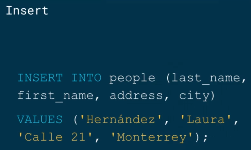 Insert
INSERT INTO people (last_name,
first_name, address, city)
VALUES ('Hernández', 'Laura',
'Calle 21', 'Monterrey');